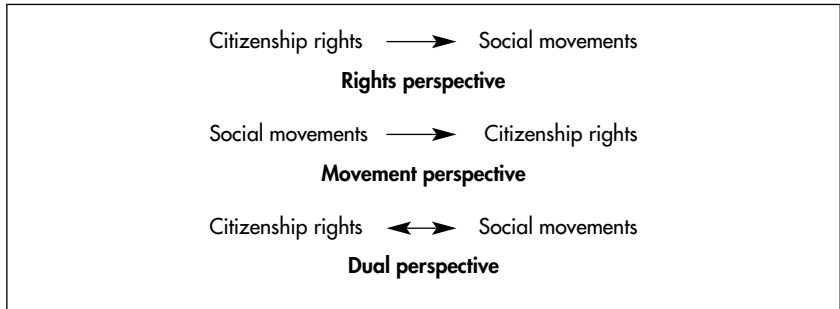 Citizenship rights → Social movements
Rights perspective
Social movements → Citizenship rights
Movement perspective
Citizenship rights ↔ Social movements
Dual perspective